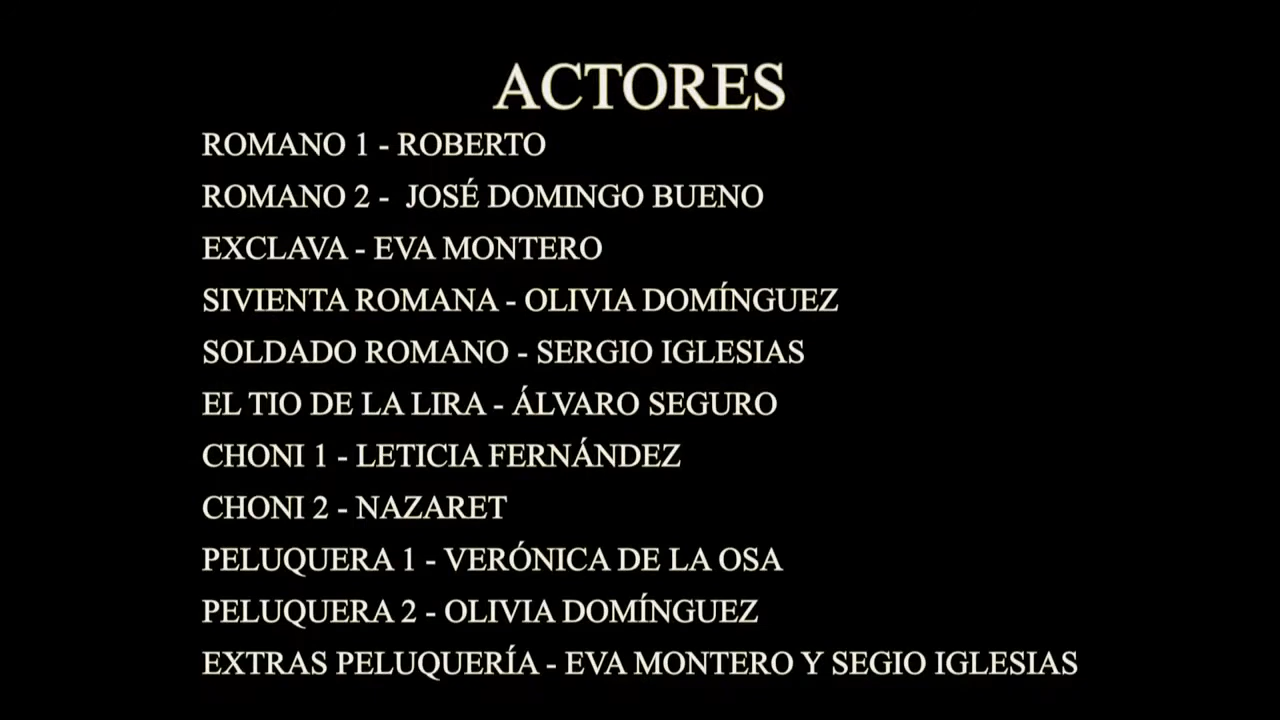 ACTORES
ROMANO 1 - ROBERTO
ROMANO 2 - JOSÉ DOMINGO BUENO
EXCLAVA - EVA MONTERO
SIVIENTA ROMANA - OLIVIA DOMÍNGUEZ
SOLDADO ROMANO - SERGIO IGLESIAS
EL TIO DE LA LIRA - ÁLVARO SEGURO
CHONI 1 - LETICIA FERNÁNDEZ
CHONI 2 - NAZARET
PELUQUERA 1 - VERÓNICA DE LA OSA
PELUQUERA 2 - OLIVIA DOMÍNGUEZ
EXTRAS PELUQUERÍA - EVA MONTERO Y SEGIO IGLESIAS